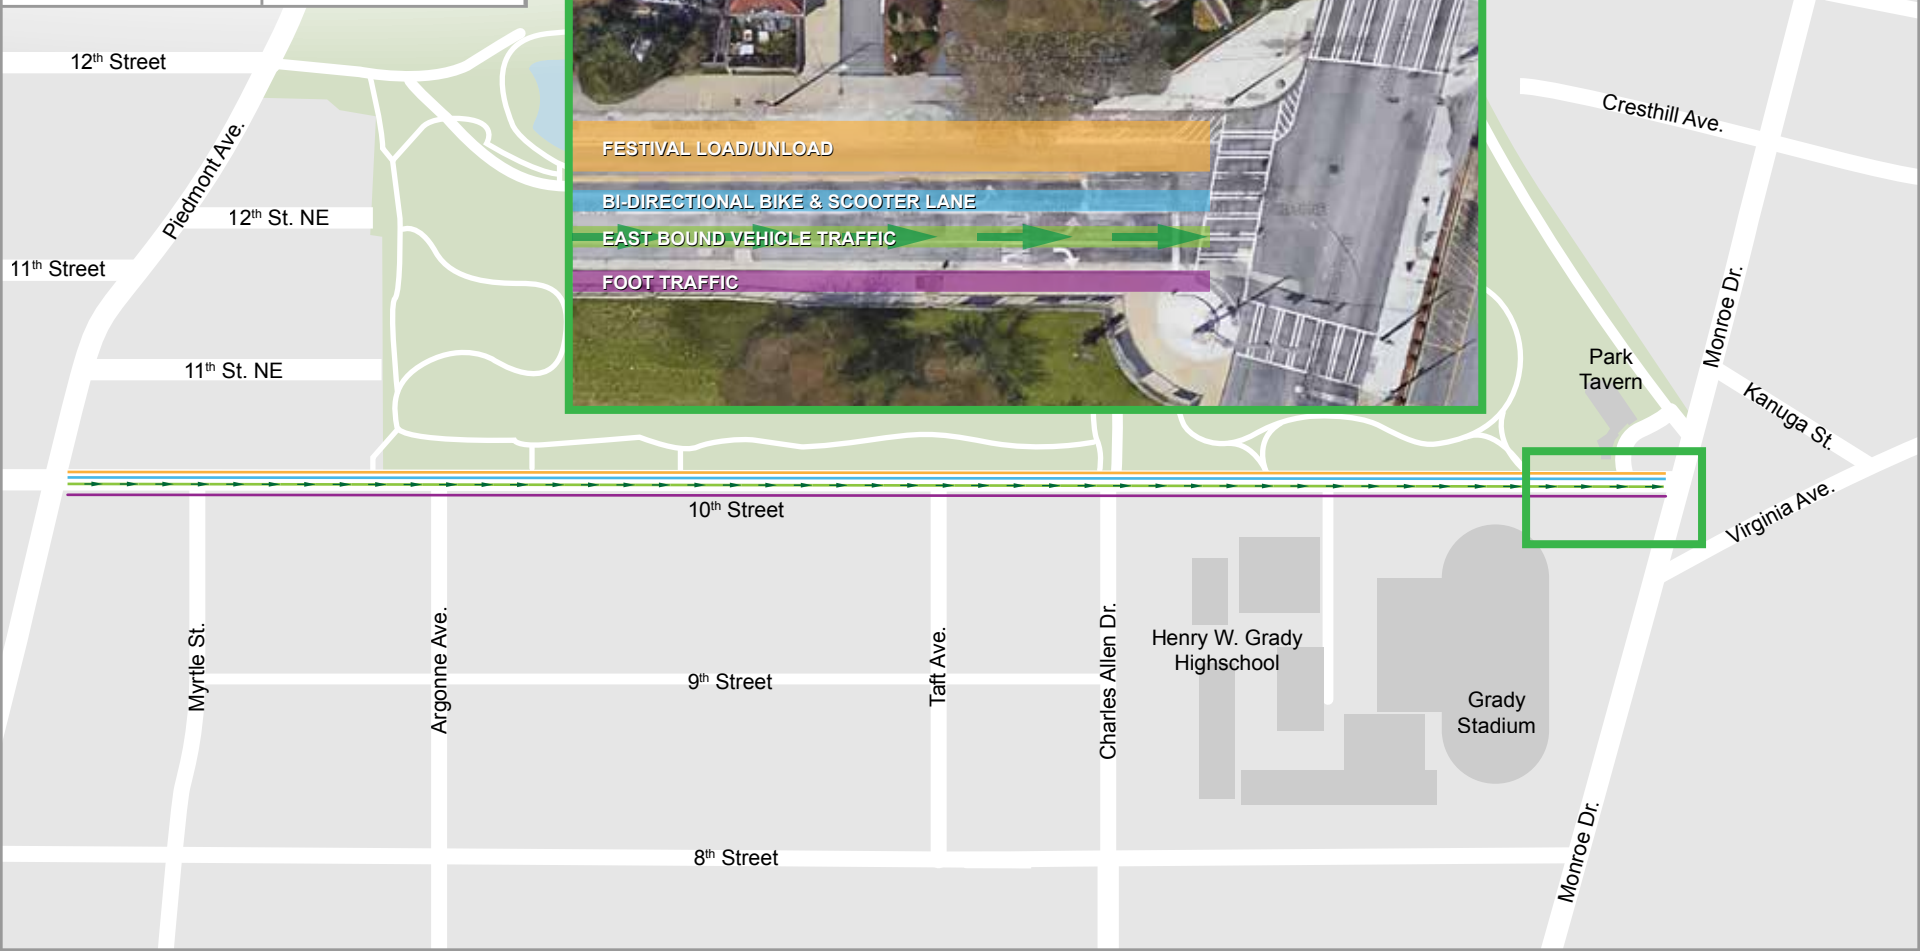 12th Street
Piedmont Ave.
12th St. NE
11th Street
11th St. NE
FESTIVAL LOAD/UNLOAD
BI-DIRECTIONAL BIKE & SCOOTER LANE
EAST BOUND VEHICLE TRAFFIC
FOOT TRAFFIC
Cresthill Ave.
Monroe Dr.
Park
Tavern
Kanuga St.
Virginia Ave.
10th Street
Myrtle St.
Argonne Ave.
9th Street
Taft Ave.
Charles Allen Dr.
Henry W. Grady
Highschool
Grady
Stadium
8th Street
Monroe Dr.